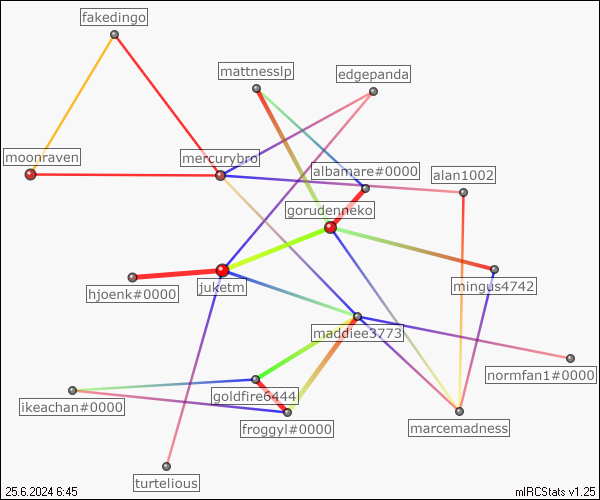 fakedingo
mattnesslp
edgepanda
moonraven
mercurybro
albamare#0000
alan1002
gorudenneko
hjoenk#0000
juketm
mingus4742
maddiee3773
normfan1#0000
goldfire6444
ikeachan#0000
froggyl#0000
marcemadness
turtelious
25.6.2024 6:45
mIRCStats v1.25